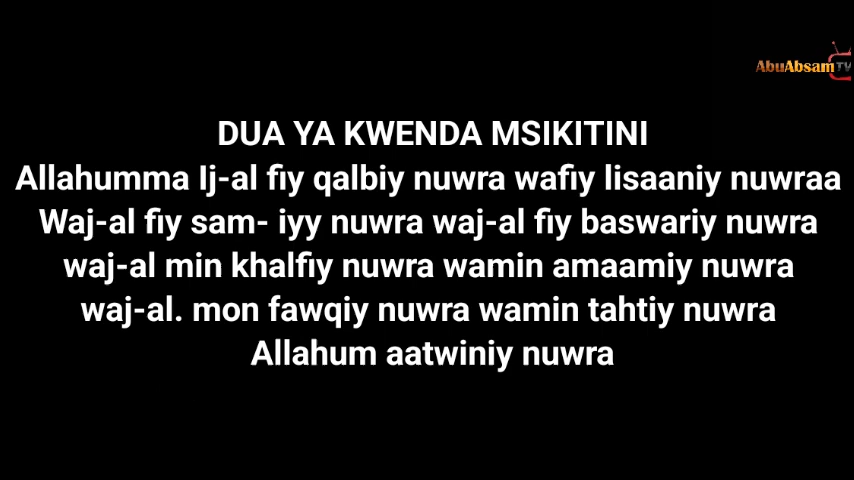 AbuAbsamTV
DUA YA KWENDA MSIKITINI
Allahumma Ij-al fiy qalbiy nuwra wafiy lisaaniy nuwraa
Waj-al fiy sam- iyy nuwra waj-al fiy baswariy nuwra
waj-al min khalfiy nuwra wamin amaamiy nuwra
waj-al. mon fawqiy nuwra wamin tahtiy nuwra
Allahum aatwiniy nuwra